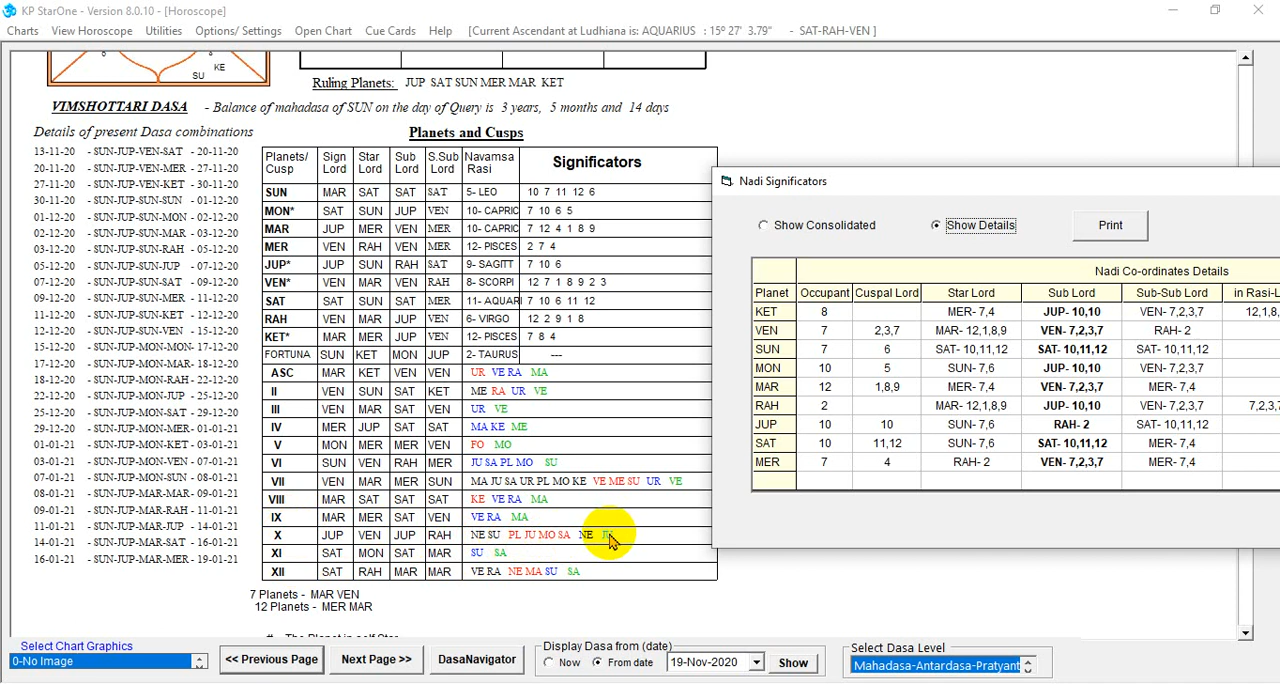 KP StarOne - Version 8.0.10 - [Horoscope]
Charts View Horoscope Utilities Options/ Settings Open Chart Cue Cards Help [Current Ascendant at Ludhiana is: AQUARIUS : 15º 27' 3.79" - SAT-RAH-VEN ]
5
SU KE
Ruling Planets: JUP SAT SUN MER MAR KET
VIMSHOTTARI DASA - Balance of mahadasa of SUN on the day of Query is 3 years, 5 months and 14 days
Details of present Dasa combinations
13-11-20 - SUN-JUP-VEN-SAT - 20-11-20
20-11-20 - SUN-JUP-VEN-MER - 27-11-20
27-11-20 - SUN-JUP-VEN-KET - 30-11-20
30-11-20 - SUN-JUP-SUN-SUN - 01-12-20
01-12-20 - SUN-JUP-SUN-MON - 02-12-20
02-12-20 - SUN-JUP-SUN-MAR - 03-12-20
03-12-20 - SUN-JUP-SUN-RAH - 05-12-20
05-12-20 - SUN-JUP-SUN-JUP - 07-12-20
07-12-20 - SUN-JUP-SUN-SAT - 09-12-20
09-12-20 - SUN-JUP-SUN-MER - 11-12-20
11-12-20 - SUN-JUP-SUN-KET - 12-12-20
12-12-20 - SUN-JUP-SUN-VEN - 15-12-20
15-12-20 - SUN-JUP-MON-MON - 17-12-20
17-12-20 - SUN-JUP-MON-MAR - 18-12-20
18-12-20 - SUN-JUP-MON-RAH - 22-12-20
22-12-20 - SUN-JUP-MON-JUP - 25-12-20
25-12-20 - SUN-JUP-MON-SAT - 29-12-20
29-12-20 - SUN-JUP-MON-MER - 01-01-21
01-01-21 - SUN-JUP-MON-KET - 03-01-21
03-01-21 - SUN-JUP-MON-VEN - 07-01-21
07-01-21 - SUN-JUP-MON-SUN - 08-01-21
08-01-21 - SUN-JUP-MAR-MAR - 09-01-21
09-01-21 - SUN-JUP-MAR-RAH - 11-01-21
11-01-21 - SUN-JUP-MAR-JUP - 14-01-21
14-01-21 - SUN-JUP-MAR-SAT - 16-01-21
16-01-21 - SUN-JUP-MAR-MER - 19-01-21
Planets and Cusps
Planets/ Cusp Sign Lord Star Lord Sub Lord S.Sub Lord Navamsa Rasi Significators
SUN MAR SAT SAT SAT 5- LEO 10 7 11 12 6
MON* SAT SUN JUP VEN 10- CAPRIC 7 10 6 5
MAR JUP MER VEN MER 10- CAPRIC 7 12 4 1 8 9
MER VEN RAH VEN MER 12- PISCES 2 7 4
JUP* JUP SUN RAH SAT 9- SAGITT 7 10 6
VEN* VEN MAR VEN RAH 8- SCORPI 12 7 1 8 9 2 3
SAT SAT SUN SAT MER 11- AQUARI 7 10 6 11 12
RAH VEN MAR JUP VEN 6- VIRGO 12 2 9 1 8
KET* MAR MER JUP VEN 12- PISCES 7 8 4
FORTUNA SUN KET MON JUP 2- TAURUS ---
ASC MAR KET VEN VEN UR VE RA MA
II VEN SUN SAT KET ME RA UR VE
III VEN MAR SAT VEN UR VE
IV MER JUP SAT SAT MA KE ME
V MON MER MER VEN FO MO
VI SUN VEN RAH MER JU SA PL MO SU
VII VEN MAR MER SUN MA JU SA UR PL MO KE VE ME SU UR VE
VIII MAR SAT SAT SAT KE VE RA MA
IX MAR MER SAT VEN VE RA MA
X JUP VEN JUP RAH NE SU PL JU MO SA NE JU
XI SAT MON SAT MAR SU SA
XII SAT RAH MAR MAR VE RA NE MA SU SA
7 Planets - MAR VEN
12 Planets - MER MAR
Nadi Significators
Show Consolidated Show Details Print
Nadi Co-ordinates Details
Planet Occupant Cuspal Lord Star Lord Sub Lord Sub-Sub Lord in Rasi-L
KET 8 MER- 7,4 JUP- 10,10 VEN- 7,2,3,7 12,1,8,
VEN 7 2,3,7 MAR- 12,1,8,9 VEN- 7,2,3,7 RAH- 2
SUN 7 6 SAT- 10,11,12 SAT- 10,11,12 SAT- 10,11,12
MON 10 5 SUN- 7,6 JUP- 10,10 VEN- 7,2,3,7
MAR 12 1,8,9 MER- 7,4 VEN- 7,2,3,7 MER- 7,4
RAH 2 MAR- 12,1,8,9 JUP- 10,10 VEN- 7,2,3,7 7,2,3,
JUP 10 10 SUN- 7,6 RAH- 2 SAT- 10,11,12
SAT 10 11,12 SUN- 7,6 SAT- 10,11,12 MER- 7,4
MER 7 4 RAH- 2 VEN- 7,2,3,7 MER- 7,4
Select Chart Graphics
0-No Image
<< Previous Page Next Page >> DasaNavigator
Display Dasa from (date)
Now From date 19-Nov-2020 Show
Select Dasa Level
Mahadasa-Antardasa-Pratyant